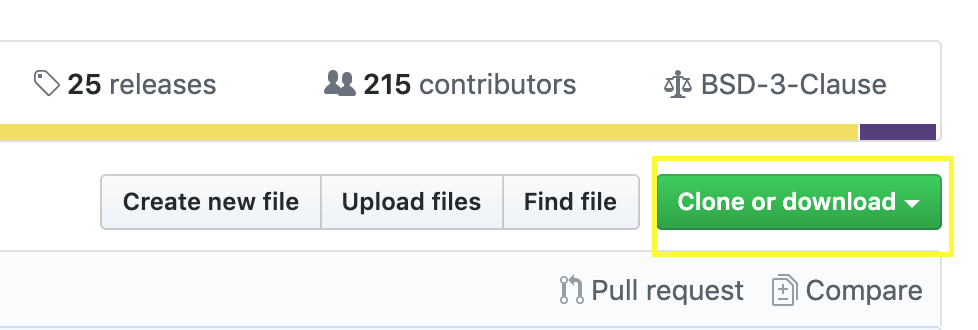 25 releases 215 contributors BSD-3-Clause
Create new file Upload files Find file Clone or download
Pull request Compare